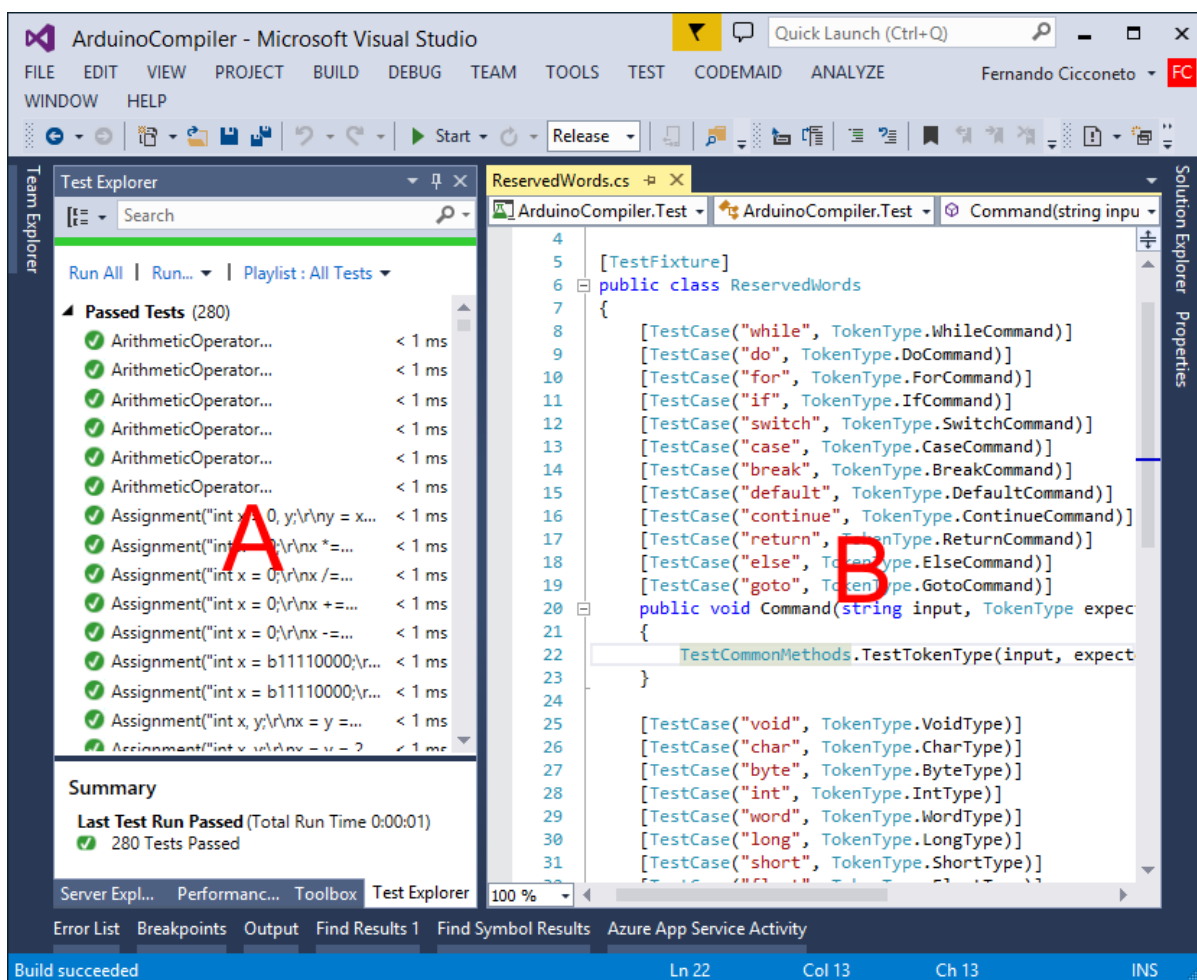 ArduinoCompiler - Microsoft Visual Studio
Quick Launch (Ctrl+Q)
FILE EDIT VIEW PROJECT BUILD DEBUG TEAM TOOLS TEST CODEMAID ANALYZE Fernando Cicconeto FC
WINDOW HELP
Start Release
Team Explorer
Test Explorer
Search
Run All | Run... | Playlist : All Tests
Passed Tests (280)
ArithmeticOperator... < 1 ms
ArithmeticOperator... < 1 ms
ArithmeticOperator... < 1 ms
ArithmeticOperator... < 1 ms
ArithmeticOperator... < 1 ms
ArithmeticOperator... < 1 ms
Assignment("int x = 0, y;\r\ny = x... < 1 ms
Assignment("int x = 0;\r\nx *=... < 1 ms
Assignment("int x = 0;\r\nx /=... < 1 ms
Assignment("int x = 0;\r\nx +=... < 1 ms
Assignment("int x = 0;\r\nx -=... < 1 ms
Assignment("int x = b11110000;\r... < 1 ms
Assignment("int x = b11110000;\r... < 1 ms
Assignment("int x, y;\r\nx = y =... < 1 ms
Assignment("int x, y;\r\nx = y = 2 < 1 ms
A
Summary
Last Test Run Passed (Total Run Time 0:00:01)
280 Tests Passed
Server Expl... Performanc... Toolbox Test Explorer
ReservedWords.cs
ArduinoCompiler.Test ArduinoCompiler.Test Command(string inpu
4
5 [TestFixture]
6 public class ReservedWords
7 {
8 [TestCase("while", TokenType.WhileCommand)]
9 [TestCase("do", TokenType.DoCommand)]
10 [TestCase("for", TokenType.ForCommand)]
11 [TestCase("if", TokenType.IfCommand)]
12 [TestCase("switch", TokenType.SwitchCommand)]
13 [TestCase("case", TokenType.CaseCommand)]
14 [TestCase("break", TokenType.BreakCommand)]
15 [TestCase("default", TokenType.DefaultCommand)]
16 [TestCase("continue", TokenType.ContinueCommand)]
17 [TestCase("return", TokenType.ReturnCommand)]
18 [TestCase("else", TokenType.ElseCommand)]
19 [TestCase("goto", TokenType.GotoCommand)]
20 public void Command(string input, TokenType expec
21 {
22 TestCommonMethods.TestTokenType(input, expect
23 }
24
25 [TestCase("void", TokenType.VoidType)]
26 [TestCase("char", TokenType.CharType)]
27 [TestCase("byte", TokenType.ByteType)]
28 [TestCase("int", TokenType.IntType)]
29 [TestCase("word", TokenType.WordType)]
30 [TestCase("long", TokenType.LongType)]
31 [TestCase("short", TokenType.ShortType)]
B
100 %
Solution Explorer
Properties
Error List Breakpoints Output Find Results 1 Find Symbol Results Azure App Service Activity
Build succeeded Ln 22 Col 13 Ch 13 INS